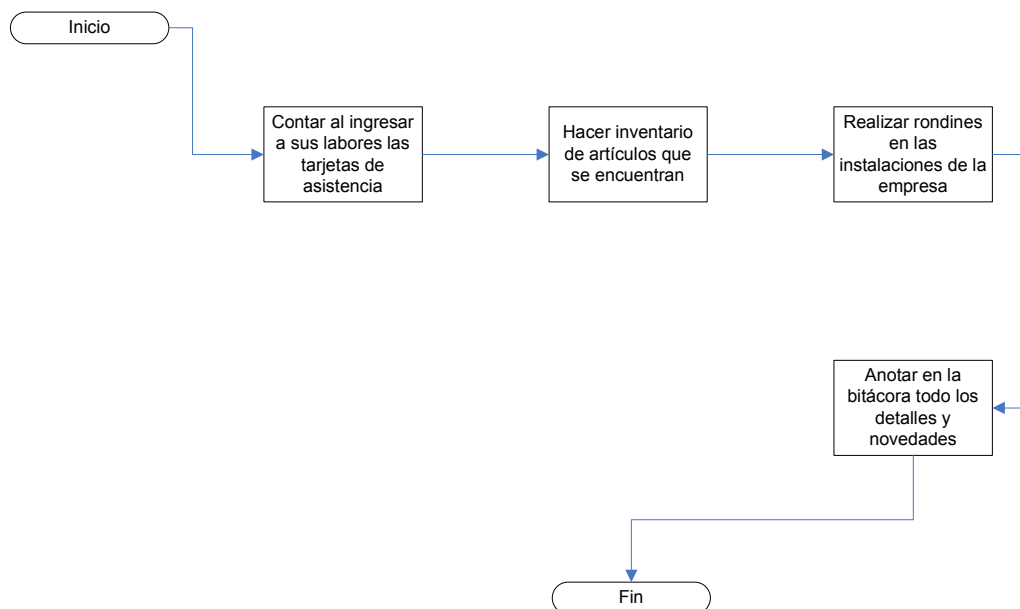 Inicio
Contar al ingresar
a sus labores las
tarjetas de
asistencia
Hacer inventario
de artículos que
se encuentran
Realizar rondines
en las
instalaciones de la
empresa
Anotar en la
bitácora todo los
detalles y
novedades
Fin